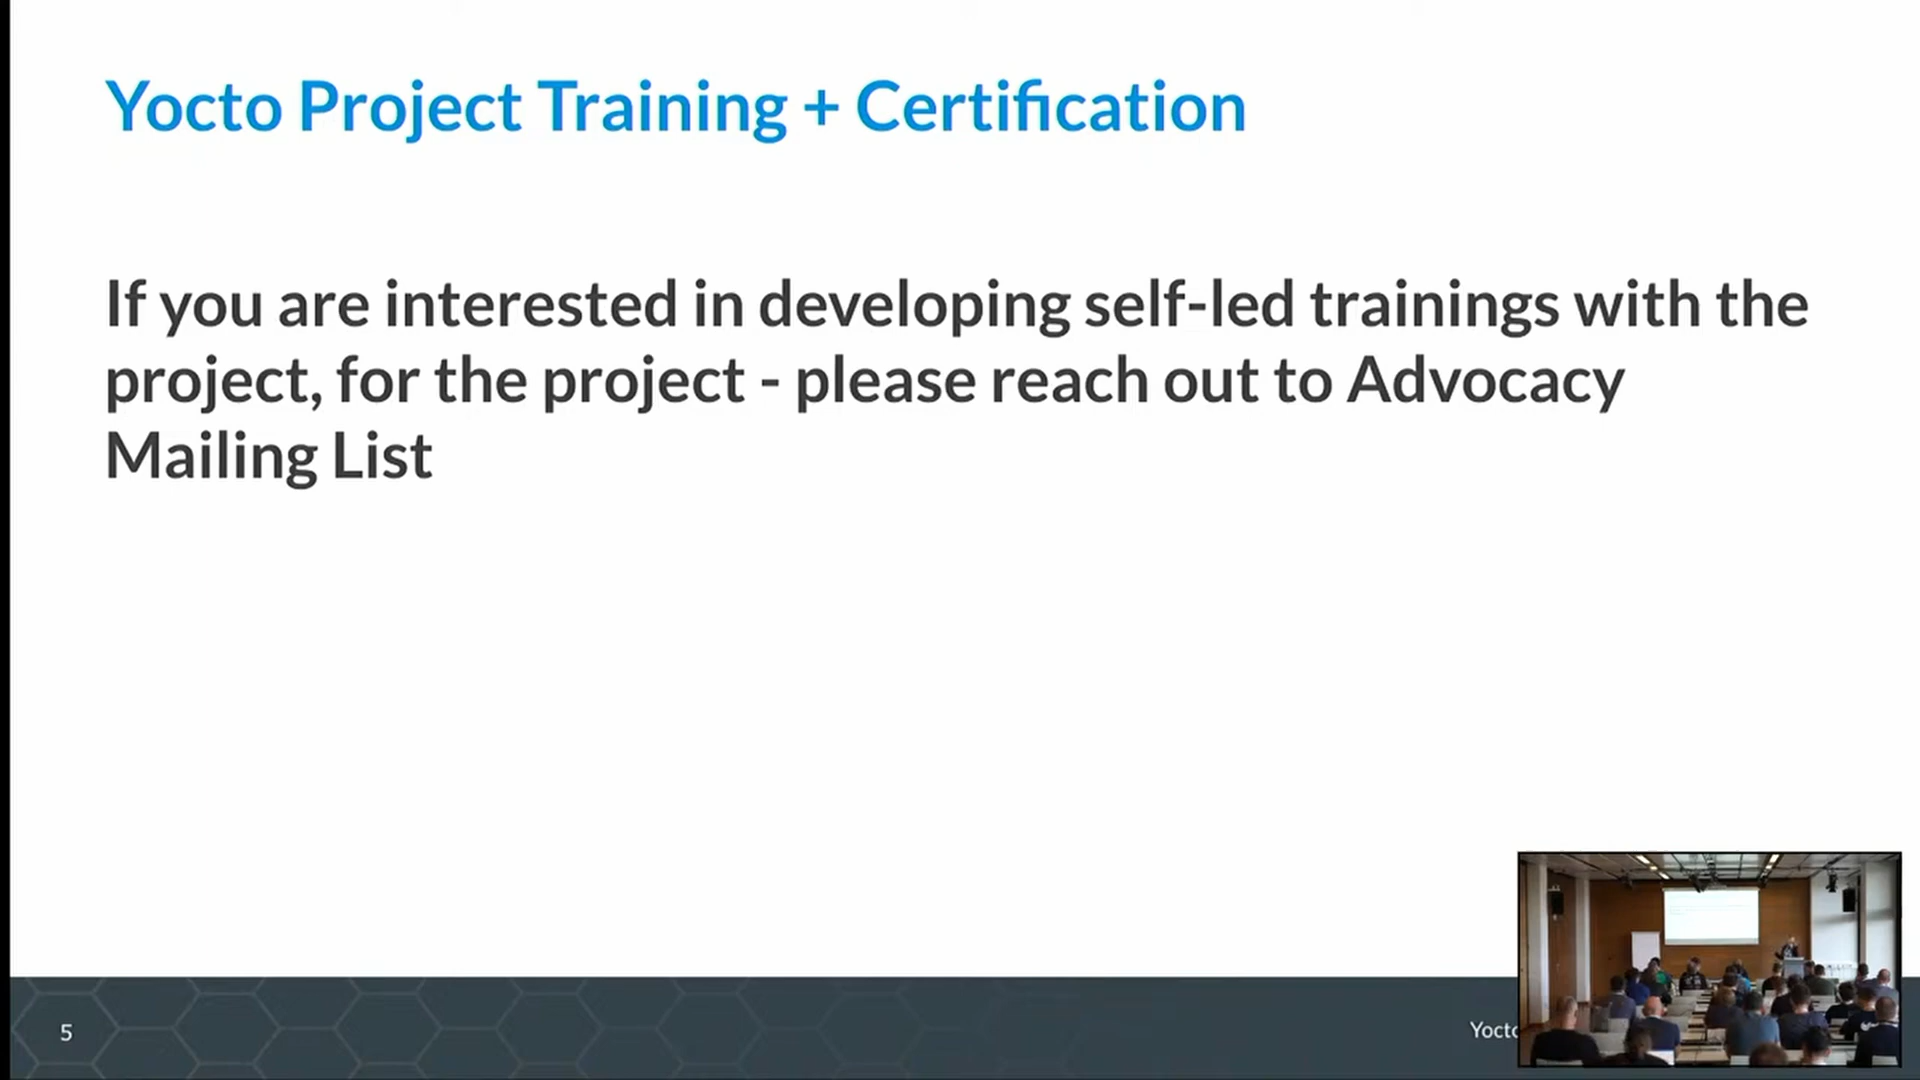 Yocto Project Training + Certification
If you are interested in developing self-led trainings with the
project, for the project - please reach out to Advocacy
Mailing List
5